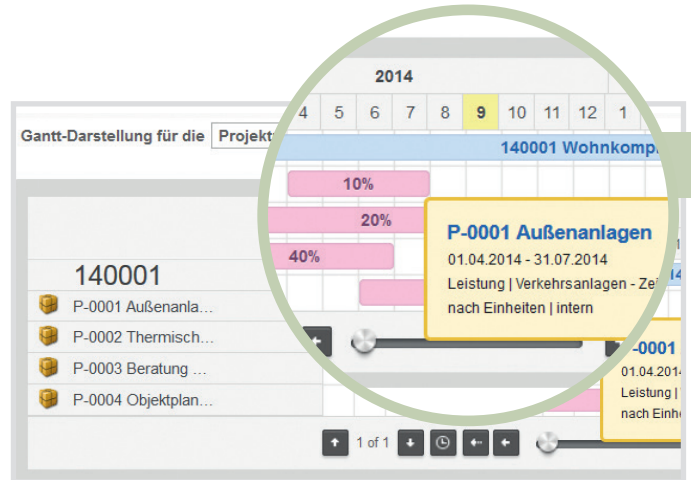 2014
4 5 6 7 8 9 10 11 12 1
Gantt-Darstellung für die Projekt
140001 Wohnkomp
10%
20%
40%
P-0001 Außenanlagen
01.04.2014 - 31.07.2014
Leistung | Verkehrsanlagen - Zei
nach Einheiten | intern
140001
P-0001 Außenanla...
P-0002 Thermisch...
P-0003 Beratung ...
P-0004 Objektplan...
-0001
01.04.201
Leistung |
nach Einh
1 of 1